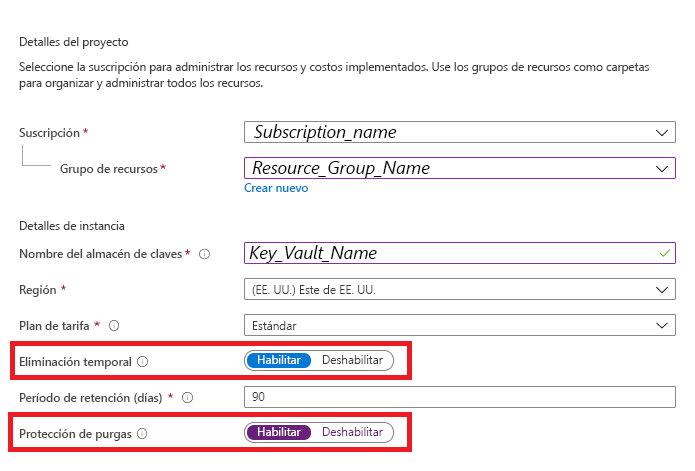 Detalles del proyecto
Seleccione la suscripción para administrar los recursos y costos implementados. Use los grupos de recursos como carpetas
para organizar y administrar todos los recursos.
Suscripción * Subscription_name
Grupo de recursos * Resource_Group_Name
Crear nuevo
Detalles de instancia
Nombre del almacén de claves * Key_Vault_Name
Región * (EE. UU.) Este de EE. UU.
Plan de tarifa * Estándar
Eliminación temporal Habilitar Deshabilitar
Período de retención (días) * 90
Protección de purgas Habilitar Deshabilitar